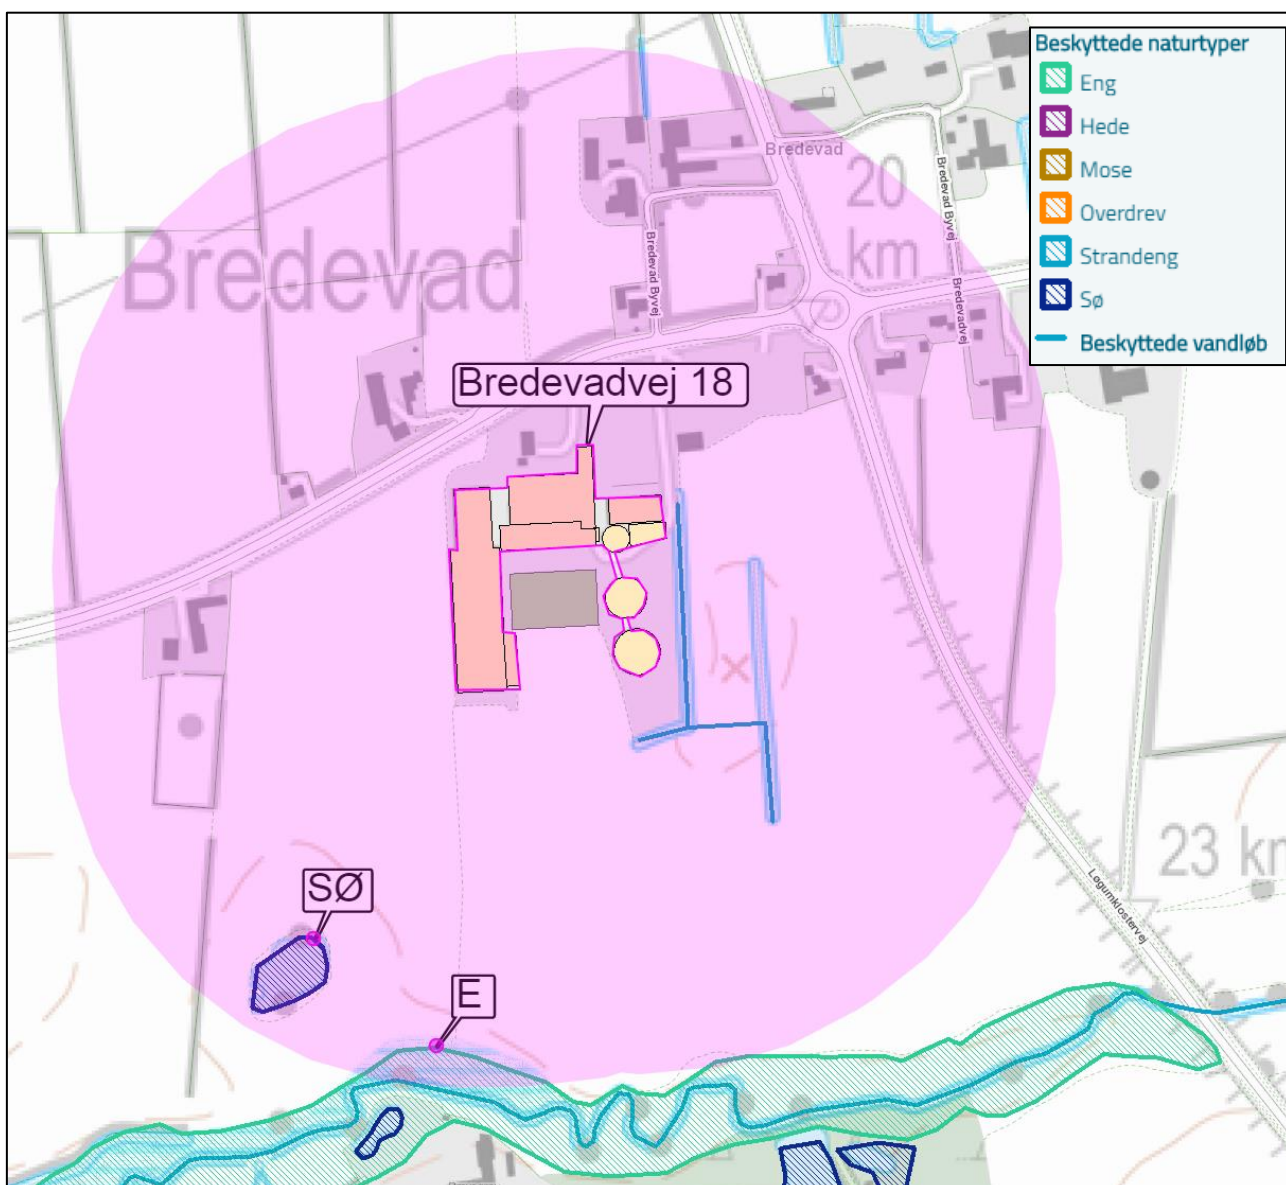 Beskyttede naturtyper
Eng
Hede
Mose
Overdrev
Strandeng
Sø
Beskyttede vandløb
Bredevad
20
km
Bredevad Byvej
Bredevad Byvej
Bredevadvej
Bredevad
Bredevadvej 18
23 km
Løgumklostervej
SØ
E